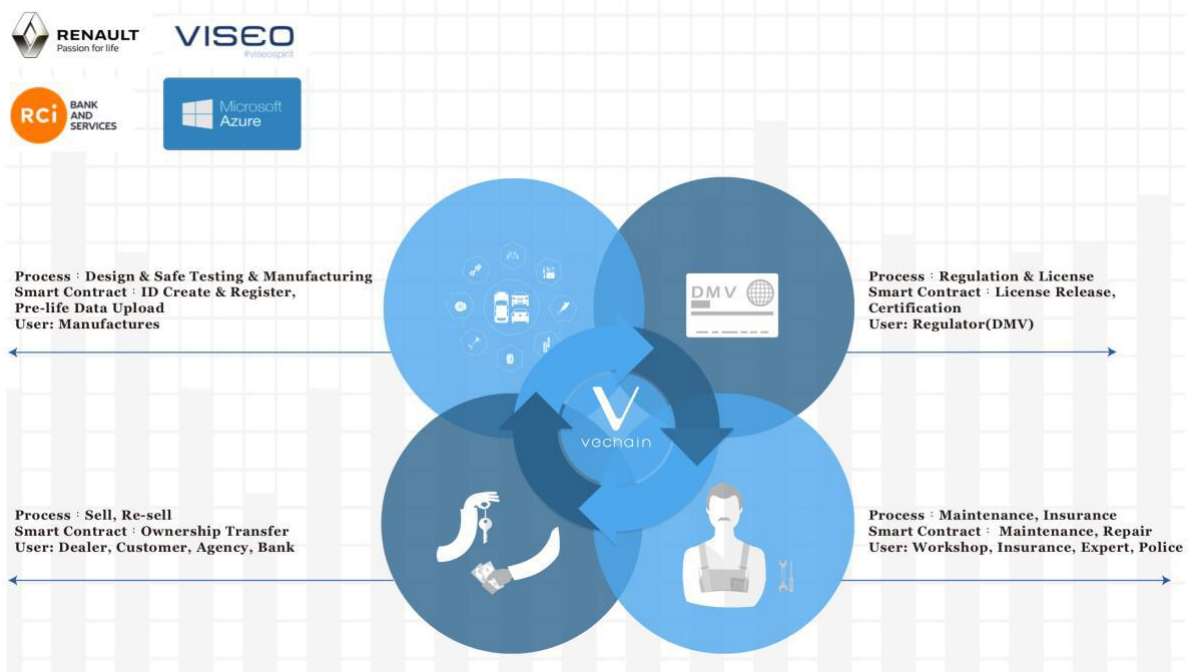 RENAULT
Passion for life
VISEO
#viseospirit
RCi
BANK
AND
SERVICES
Microsoft
Azure
Process : Design & Safe Testing & Manufacturing
Smart Contract : ID Create & Register,
Pre-life Data Upload
User: Manufactures
DMV
Process : Regulation & License
Smart Contract : License Release,
Certification
User: Regulator(DMV)
vechain
Process : Sell, Re-sell
Smart Contract : Ownership Transfer
User: Dealer, Customer, Agency, Bank
Process : Maintenance, Insurance
Smart Contract : Maintenance, Repair
User: Workshop, Insurance, Expert, Police